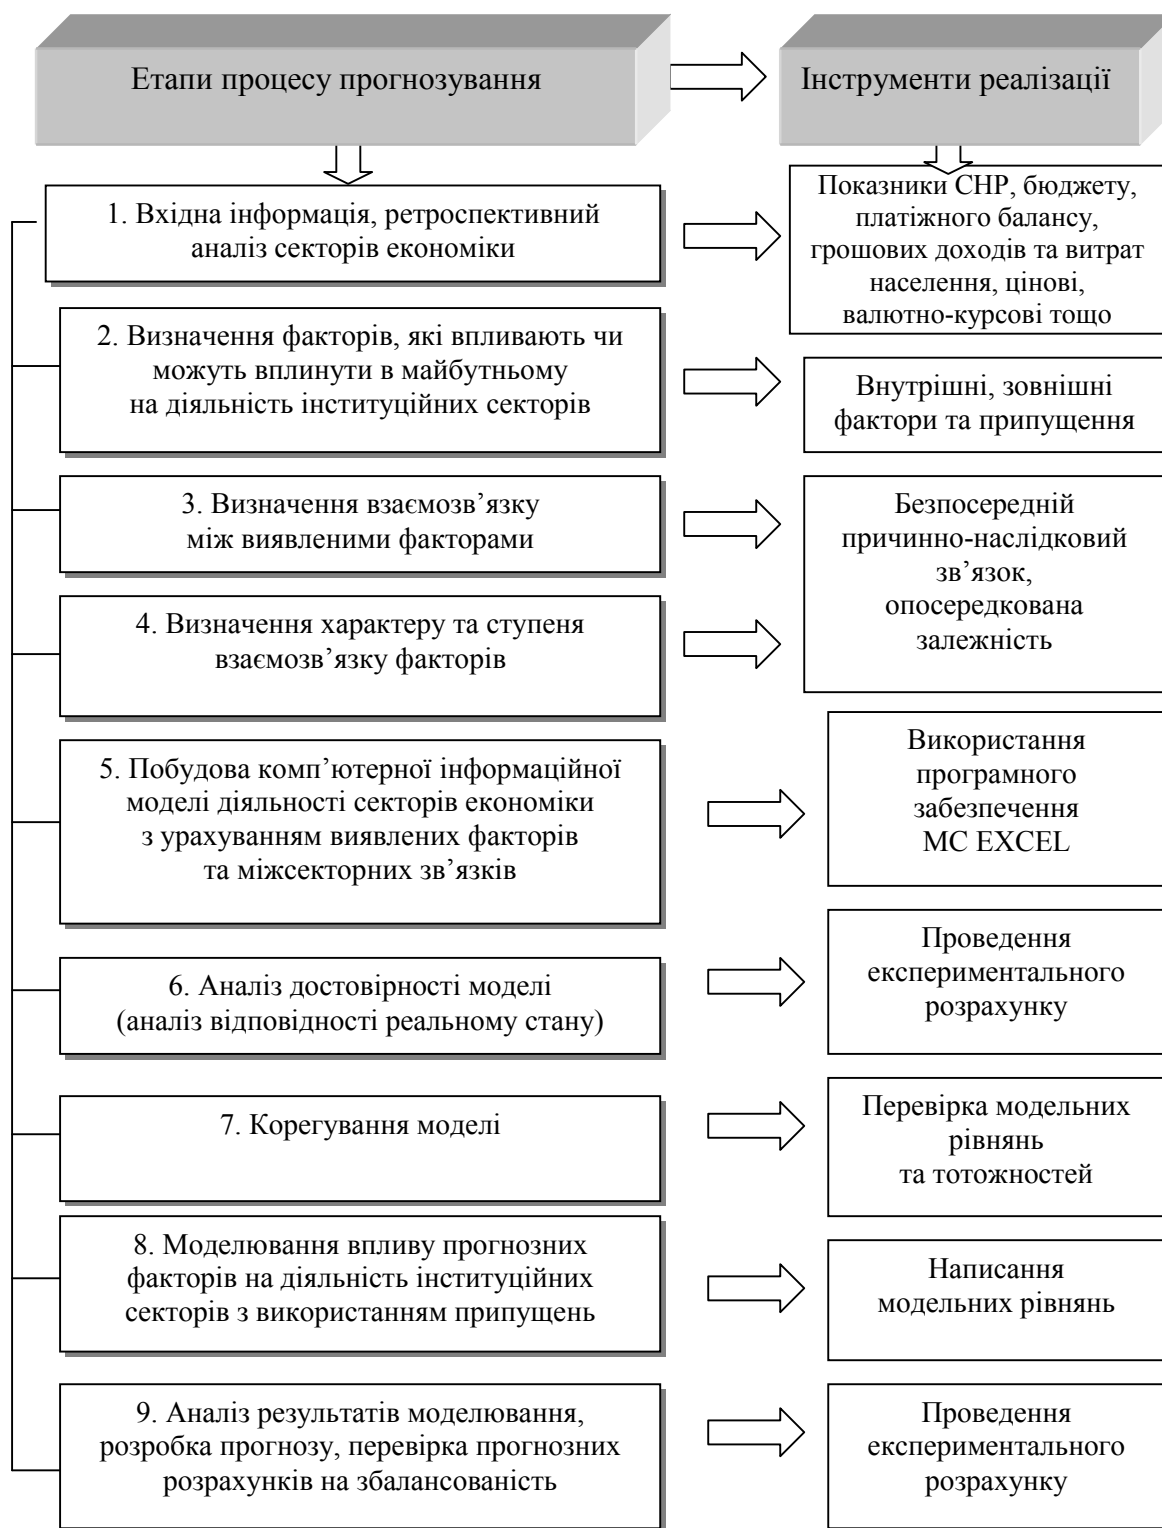 Етапи процесу прогнозування
Інструменти реалізації
1. Вхідна інформація, ретроспективний
аналіз секторів економіки
Показники СНР, бюджету,
платіжного балансу,
грошових доходів та витрат
населення, цінові,
валютно-курсові тощо
2. Визначення факторів, які впливають чи
можуть вплинути в майбутньому
на діяльність інституційних секторів
Внутрішні, зовнішні
фактори та припущення
3. Визначення взаємозв’язку
між виявленими факторами
Безпосередній
причинно-наслідковий
зв’язок,
опосередкована
залежність
4. Визначення характеру та ступеня
взаємозв’язку факторів
5. Побудова комп’ютерної інформаційної
моделі діяльності секторів економіки
з урахуванням виявлених факторів
та міжсекторних зв’язків
Використання
програмного
забезпечення
МС EXCEL
6. Аналіз достовірності моделі
(аналіз відповідності реальному стану)
Проведення
експериментального
розрахунку
7. Корегування моделі
Перевірка модельних
рівнянь
та тотожностей
8. Моделювання впливу прогнозних
факторів на діяльність інституційних
секторів з використанням припущень
Написання
модельних рівнянь
9. Аналіз результатів моделювання,
розробка прогнозу, перевірка прогнозних
розрахунків на збалансованість
Проведення
експериментального
розрахунку